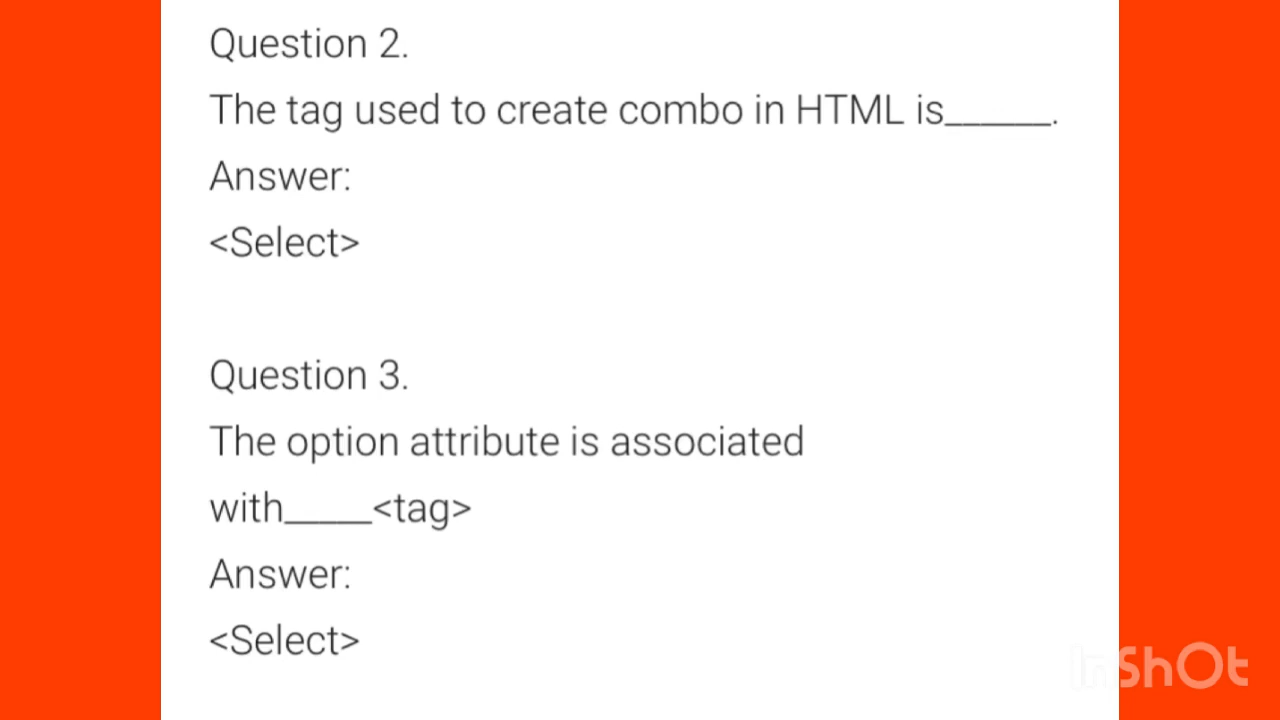 Question 2.
The tag used to create combo in HTML is______.
Answer:
<Select>
Question 3.
The option attribute is associated
with_____<tag>
Answer:
<Select>
InShOt